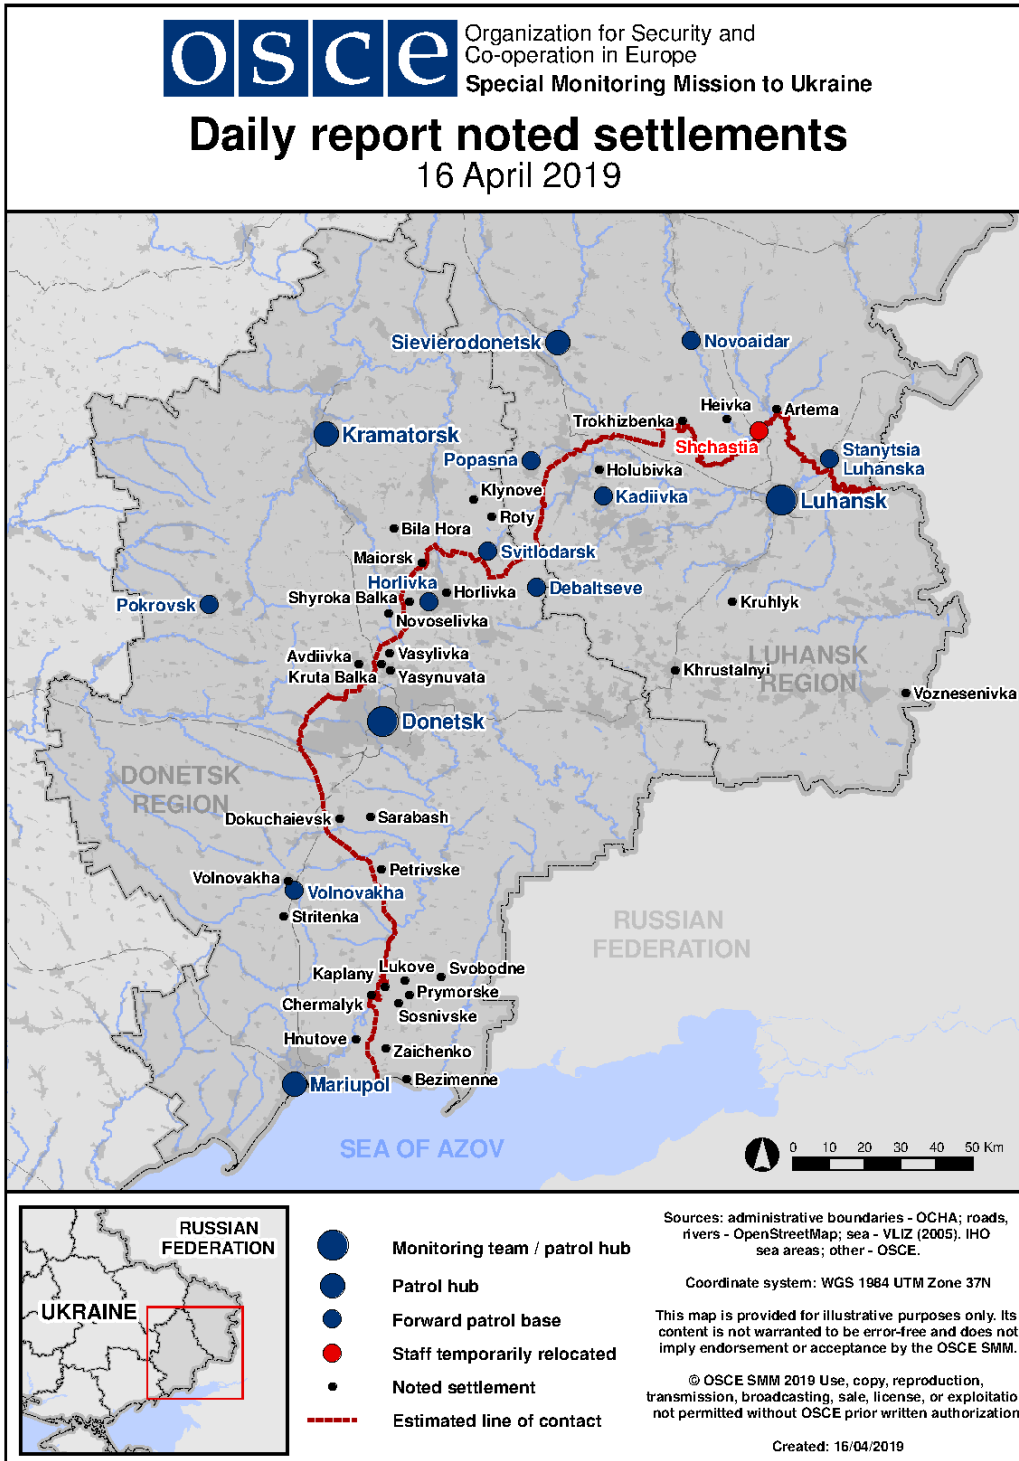 osce
Organization for Security and
Co-operation in Europe
Special Monitoring Mission to Ukraine
Daily report noted settlements
16 April 2019
Sievierodonetsk
Novoaidar
Heivka
Artema
Trokhizbenka
Kramatorsk
Shchastia
Stanytsia
Luhanska
Popasna
Holubivka
Klynove
Kadiivka
Luhansk
Roty
Bila Hora
Svitlodarsk
Maiorsk
Horlivka
Debaltseve
Shyroka Balka
Horlivka
Pokrovsk
Kruhlyk
Novoselivka
Avdiivka
Vasylivka
LUHANSK
REGION
Kruta Balka
Yasynuvata
Khrustalnyi
Voznesenivka
Donetsk
DONETSK
REGION
Dokuchaievsk
Sarabash
Petrivske
Volnovakha
Volnovakha
Stritenka
RUSSIAN
FEDERATION
Kaplany
Lukove
Svobodne
Chermalyk
Prymorske
Sosnivske
Hnutove
Zaichenko
Mariupol
Bezimenne
SEA OF AZOV
0 10 20 30 40 50 Km
RUSSIAN
FEDERATION
UKRAINE
Monitoring team / patrol hub
Patrol hub
Forward patrol base
Staff temporarily relocated
Noted settlement
Estimated line of contact
Sources: administrative boundaries - OCHA; roads,
rivers - OpenStreetMap; sea - VLIZ (2005). IHO
sea areas; other - OSCE.
Coordinate system: WGS 1984 UTM Zone 37N
This map is provided for illustrative purposes only. Its
content is not warranted to be error-free and does not
imply endorsement or acceptance by the OSCE SMM.
© OSCE SMM 2019 Use, copy, reproduction,
transmission, broadcasting, sale, license, or exploitatio
not permitted without OSCE prior written authorization
Created: 16/04/2019